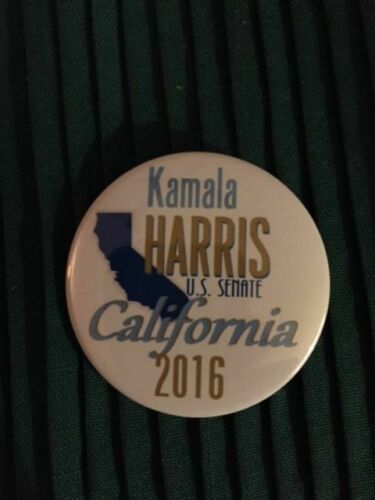 Kamala
HARRIS
U.S. SENATE
California
2016